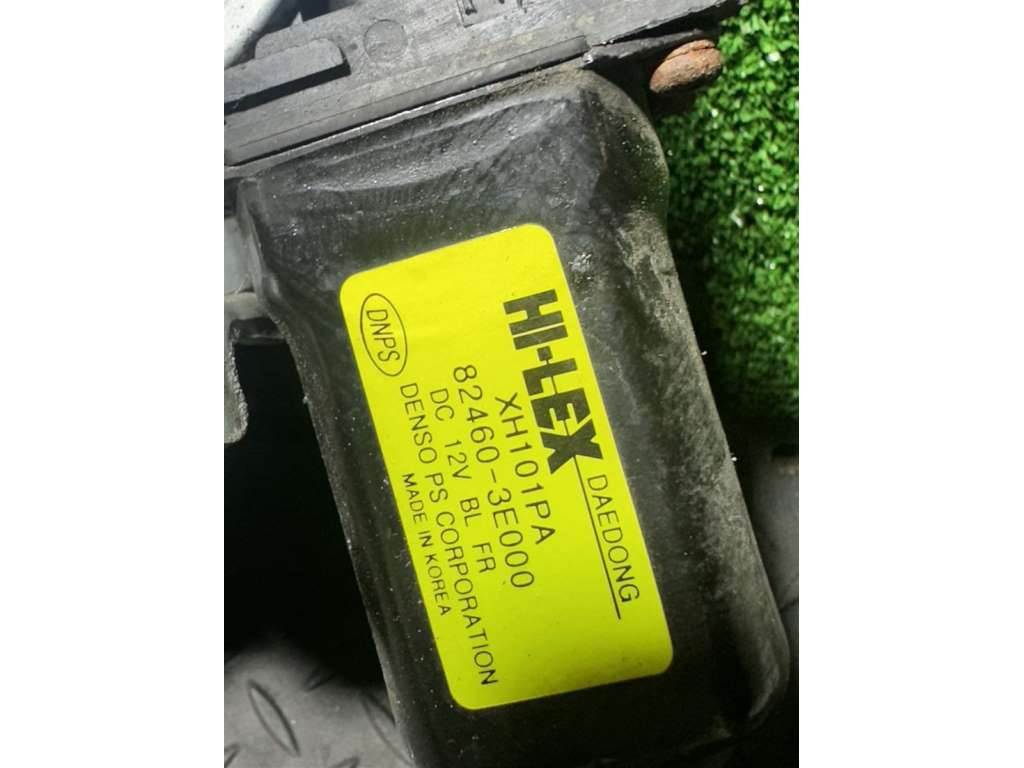 HI-LEX DAEDONG
XH101PA
82460-3E000
DC 12V BL FR
DNPS DENSO PS CORPORATION
MADE IN KOREA